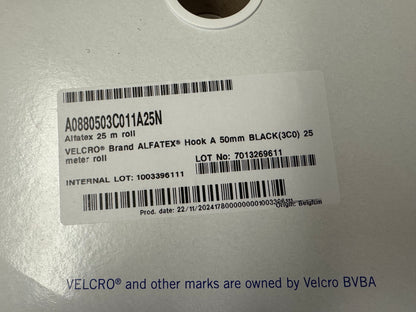 A0880503C011A25N
Alfatex 25 m roll
VELCRO® Brand ALFATEX® Hook A 50mm BLACK(3C0) 25
meter roll
LOT No: 7013269611
INTERNAL LOT: 1003396111
Prod. date: 22/11/2024
Origin: Belgium
VELCRO® and other marks are owned by Velcro BVBA